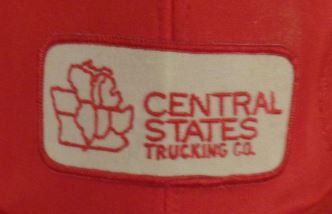 CENTRAL
STATES
TRUCKING CO.